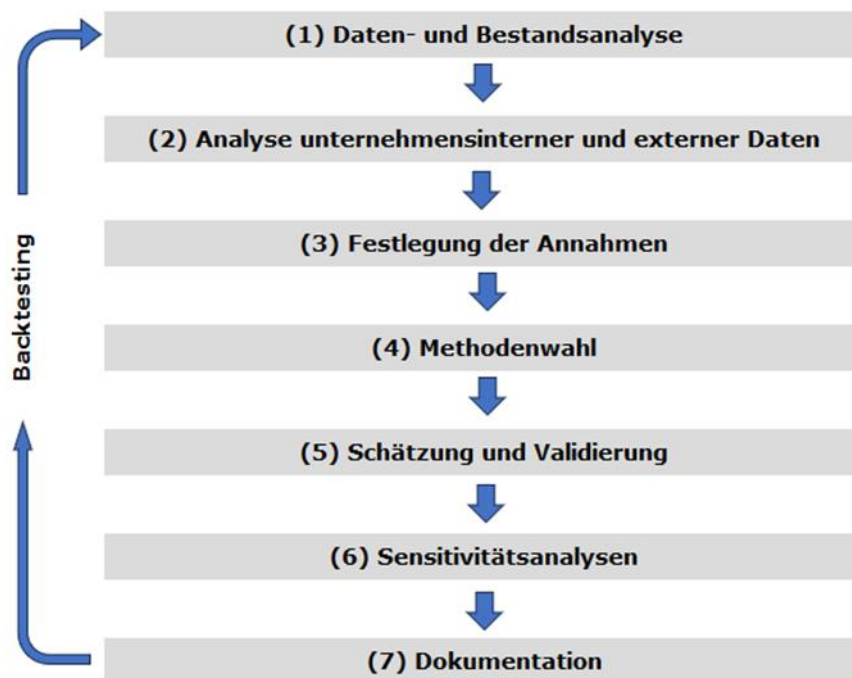 (1) Daten- und Bestandsanalyse
(2) Analyse unternehmensinterner und externer Daten
(3) Festlegung der Annahmen
(4) Methodenwahl
(5) Schätzung und Validierung
(6) Sensitivitätsanalysen
(7) Dokumentation
Backtesting